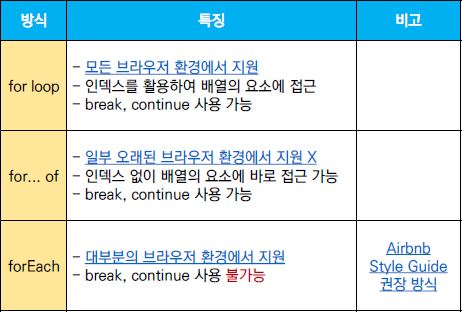 방식 특징 비고
for loop
- 모든 브라우저 환경에서 지원
- 인덱스를 활용하여 배열의 요소에 접근
- break, continue 사용 가능
for... of
- 일부 오래된 브라우저 환경에서 지원 X
- 인덱스 없이 배열의 요소에 바로 접근 가능
- break, continue 사용 가능
forEach
- 대부분의 브라우저 환경에서 지원
- break, continue 사용 불가능
Airbnb
Style Guide
권장 방식